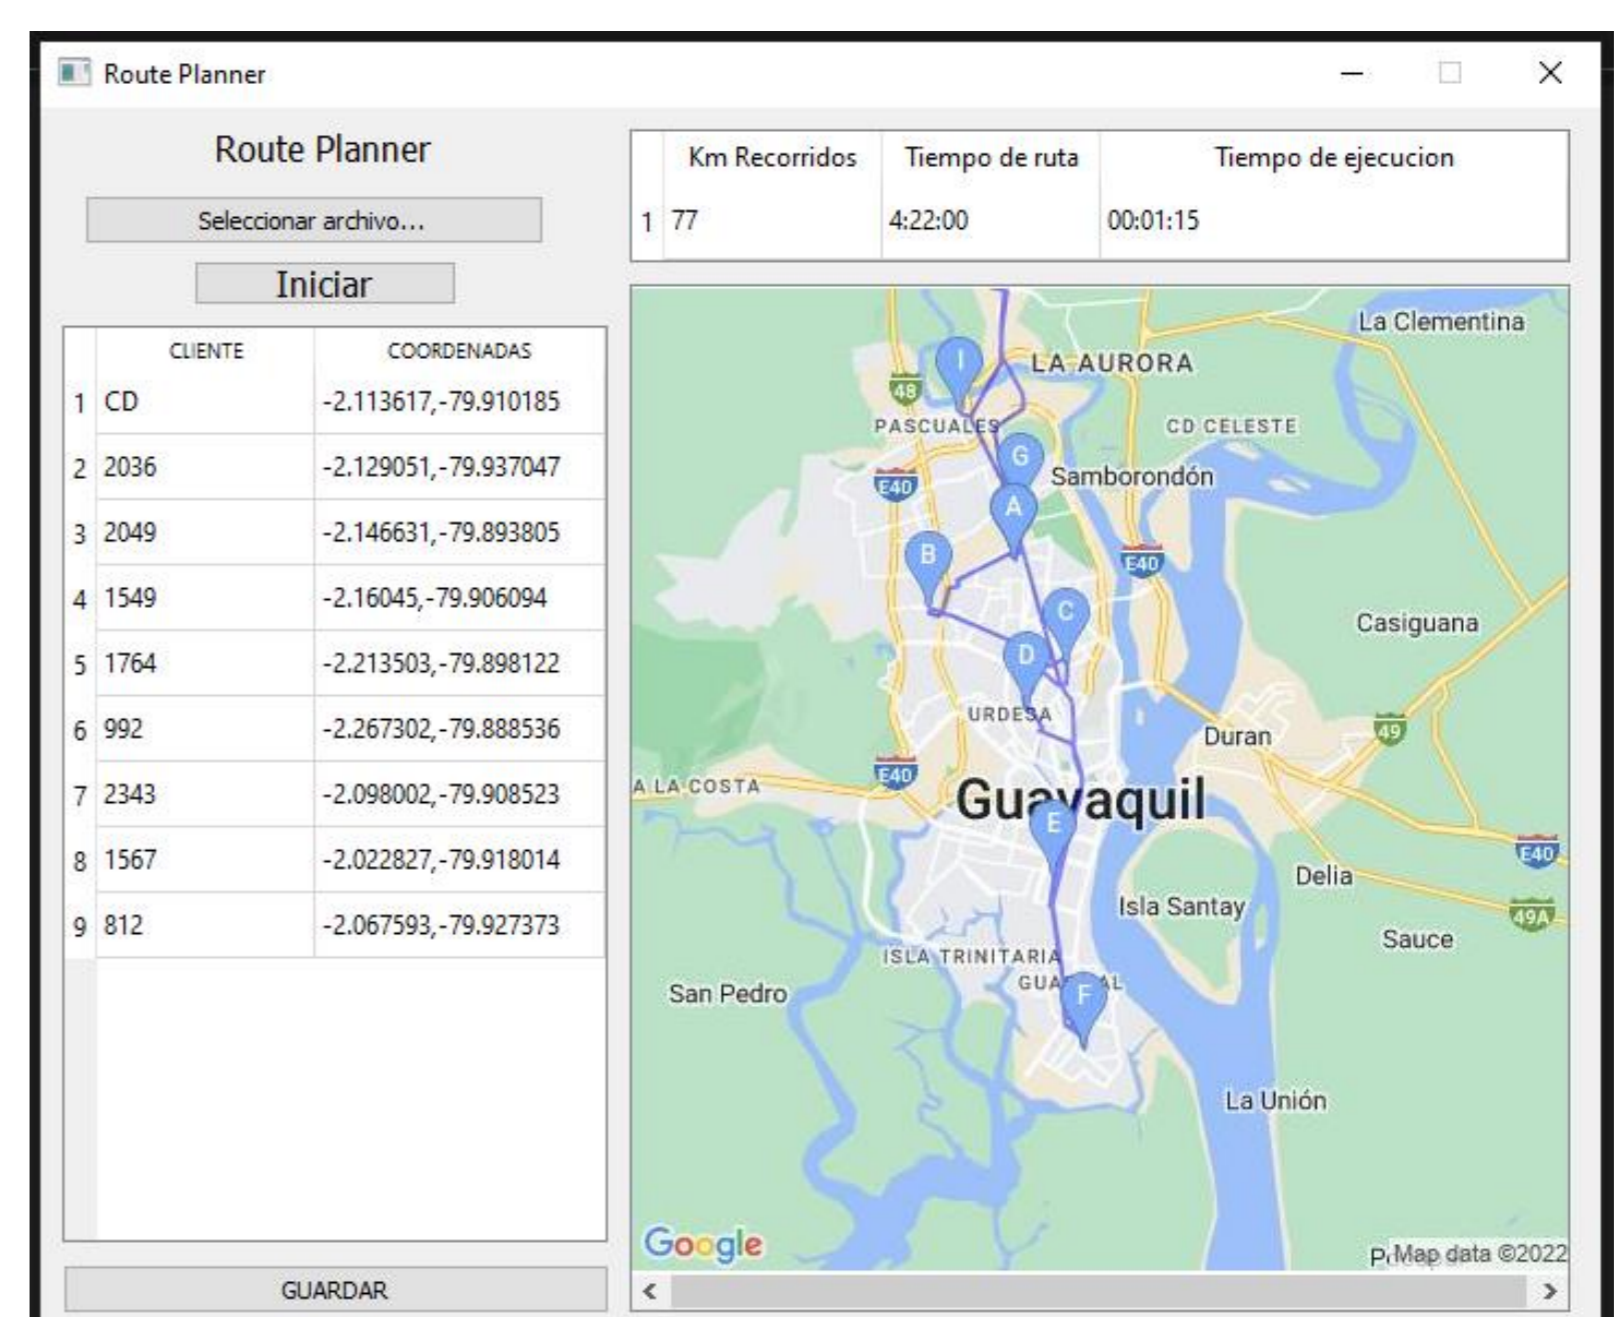 Route Planner
Route Planner
Seleccionar archivo...
Iniciar
CLIENTE COORDENADAS
1 CD -2.113617,-79.910185
2 2036 -2.129051,-79.937047
3 2049 -2.146631,-79.893805
4 1549 -2.16045,-79.906094
5 1764 -2.213503,-79.898122
6 992 -2.267302,-79.888536
7 2343 -2.098002,-79.908523
8 1567 -2.022827,-79.918014
9 812 -2.067593,-79.927373
GUARDAR
Km Recorridos Tiempo de ruta Tiempo de ejecucion
1 77 4:22:00 00:01:15
La Clementina
I
LA AURORA
48
PASCUALES
CD CELESTE
G
Samborondón
E40
A
B
E40
C
Casiguana
D
URDESA
49
Duran
A LA COSTA
E40
Guayaquil
E
E40
Delia
Isla Santay
49A
Sauce
ISLA TRINITARIA
San Pedro
F
La Unión
Google
Map data ©2022